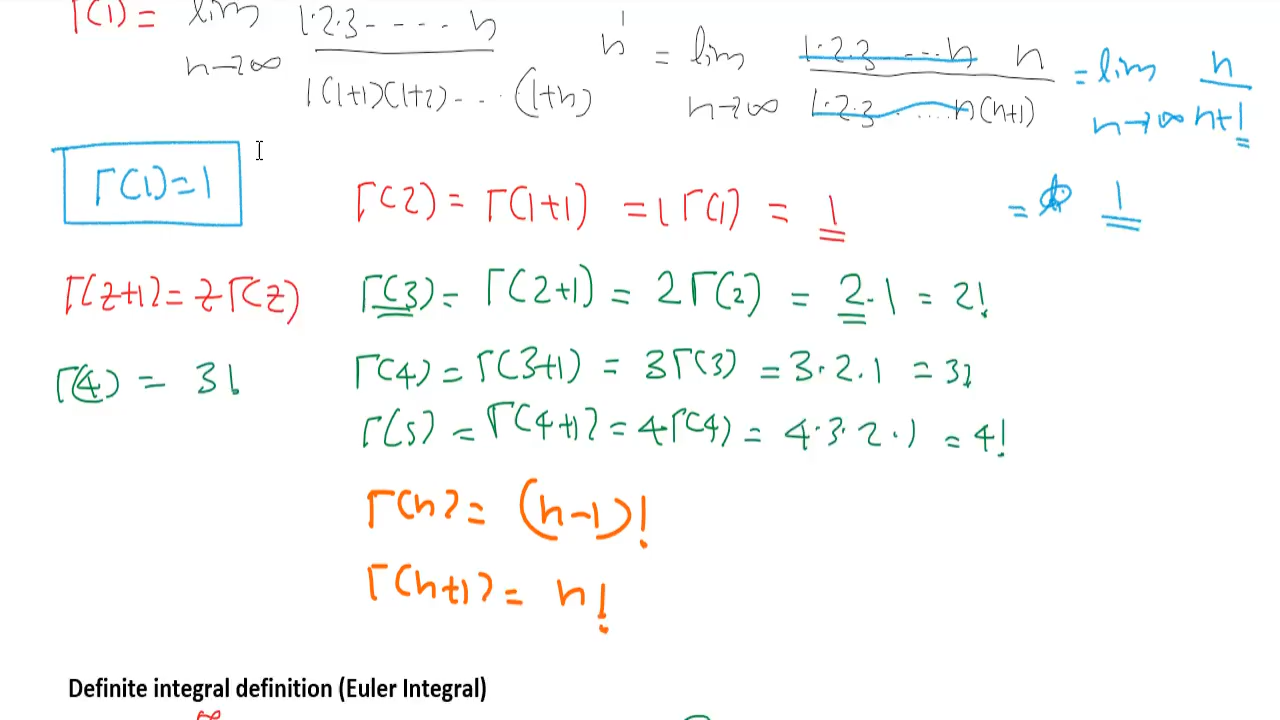 Γ(1) = lim n→∞ 1·2·3-····n / 1(1+1)(1+2)-··(1+n) n^1 = lim n→∞ 1·2·3····n n / 1·2·3·····n(n+1) = lim n→∞ n / n+1
= 1
Γ(1)=1
Γ(2) = Γ(1+1) = 1Γ(1) = 1
Γ(z+1) = zΓ(z)
Γ(3) = Γ(2+1) = 2Γ(2) = 2·1 = 2!
Γ(4) = 3!
Γ(4) = Γ(3+1) = 3Γ(3) = 3·2·1 = 3!
Γ(5) = Γ(4+1) = 4Γ(4) = 4·3·2·1 = 4!
Γ(n) = (n-1)!
Γ(n+1) = n!
Definite integral definition (Euler Integral)